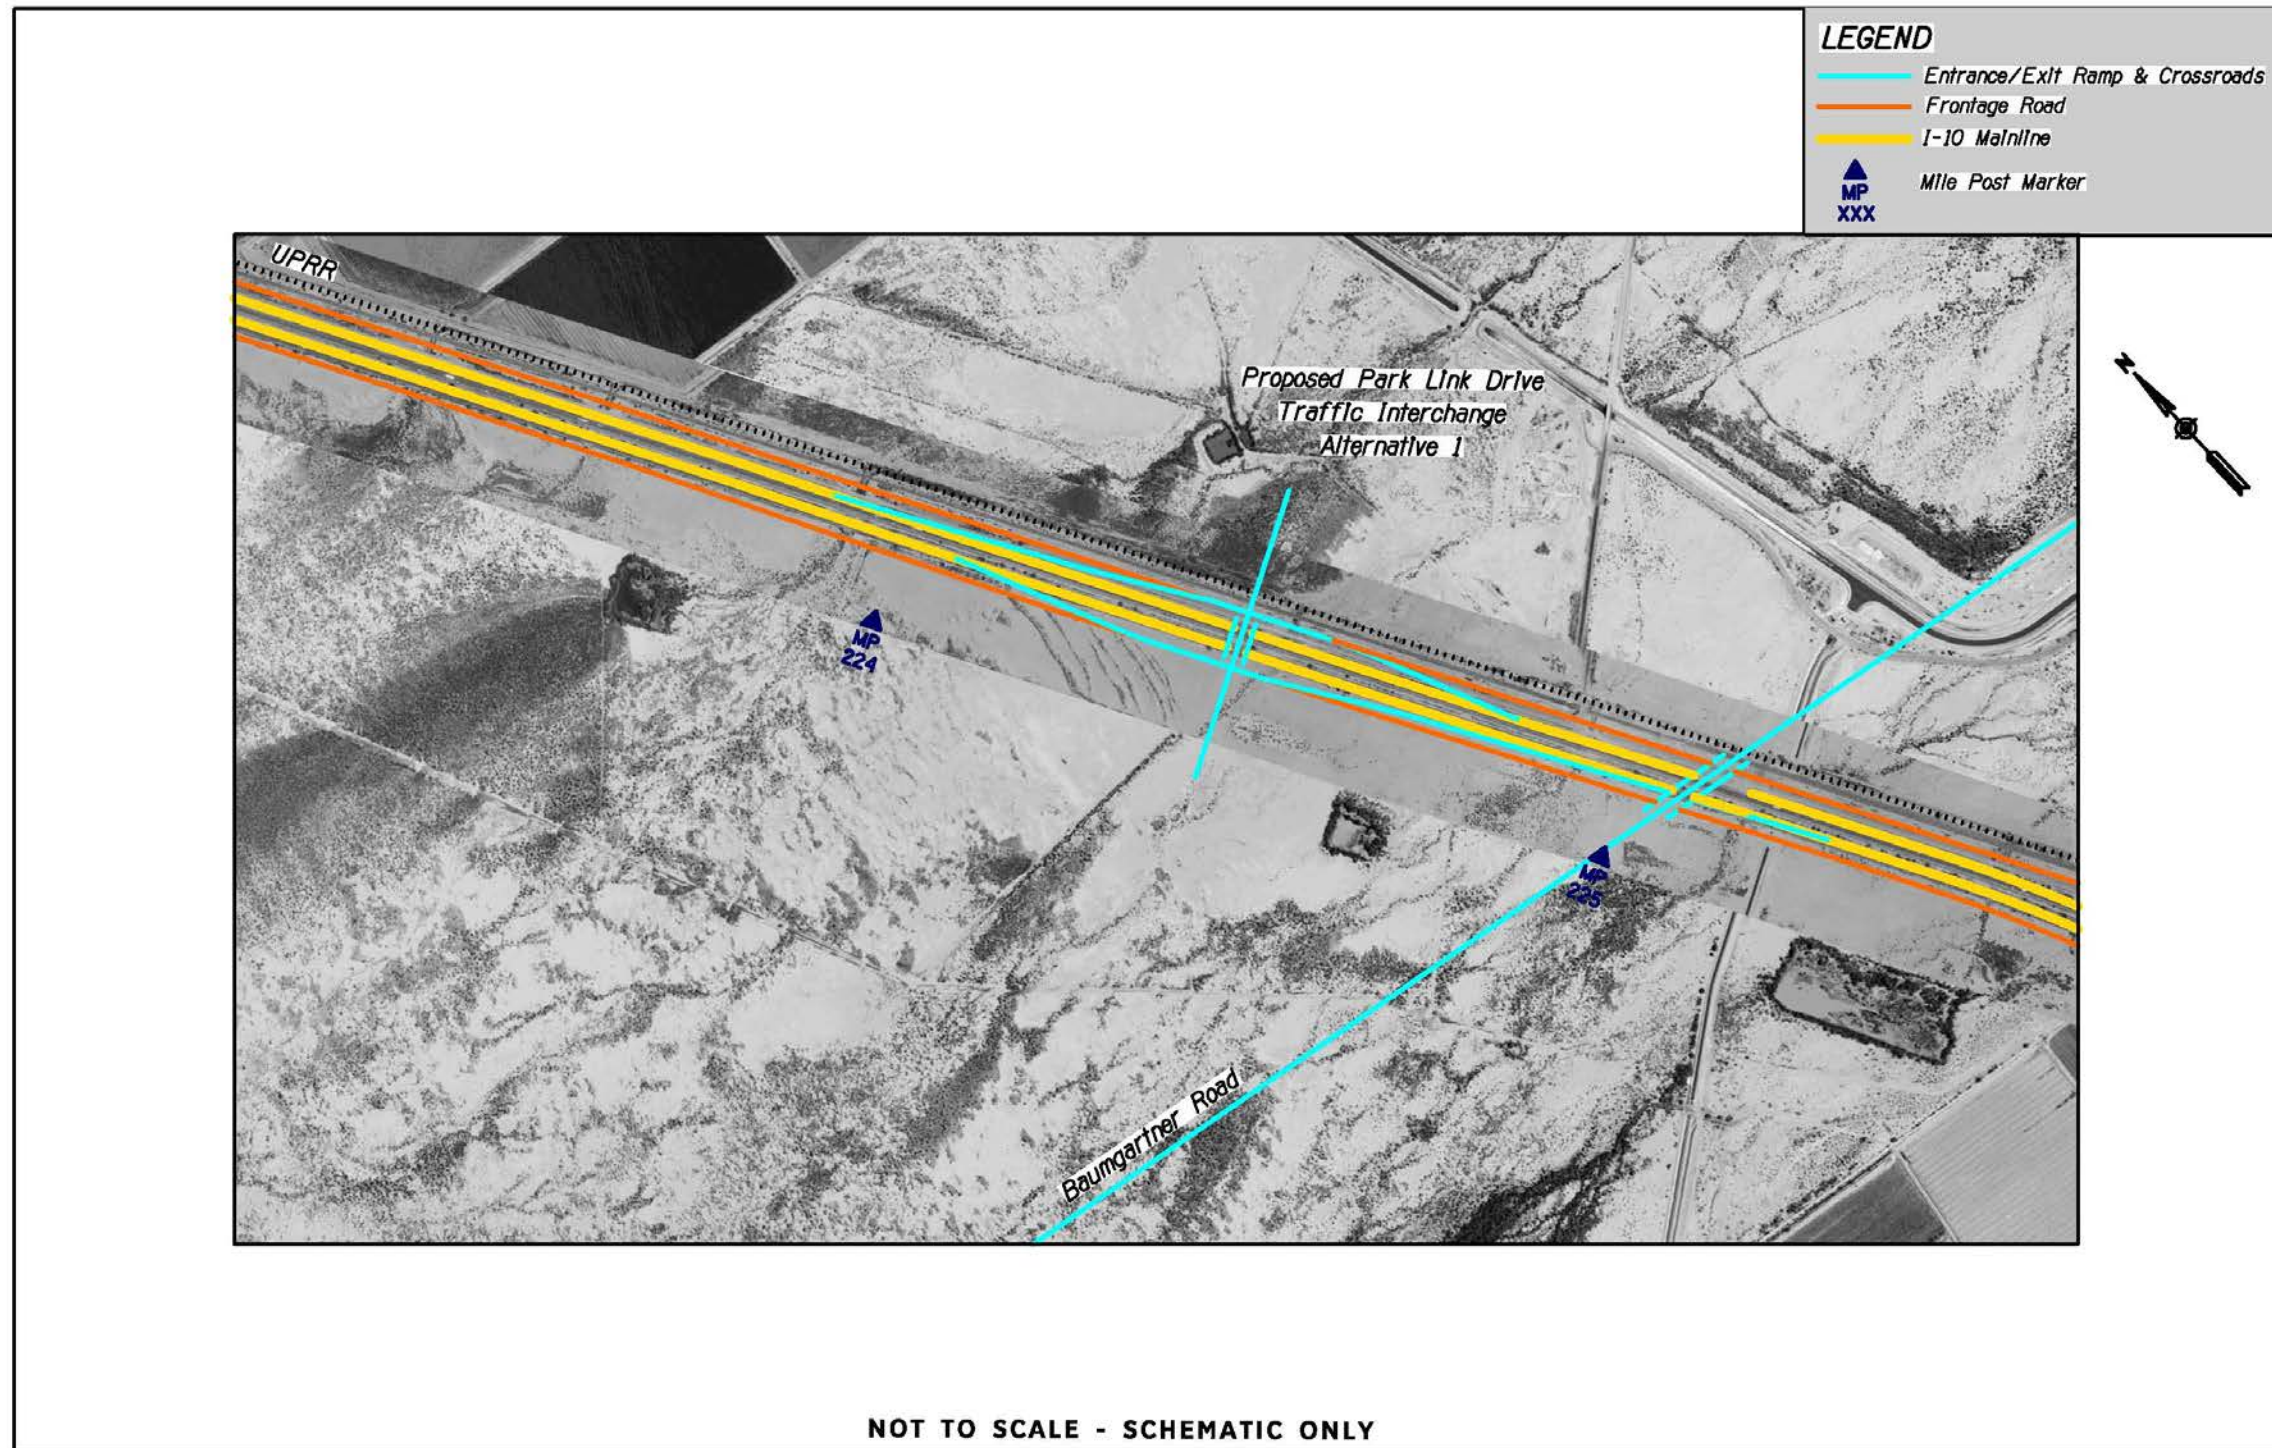 LEGEND
Entrance/Exit Ramp & Crossroads
Frontage Road
I-10 Mainline
MP
XXX
Mile Post Marker
UPRR
Proposed Park Link Drive
Traffic Interchange
Alternative 1
N
MP
224
MP
225
Baumgartner Road
NOT TO SCALE - SCHEMATIC ONLY